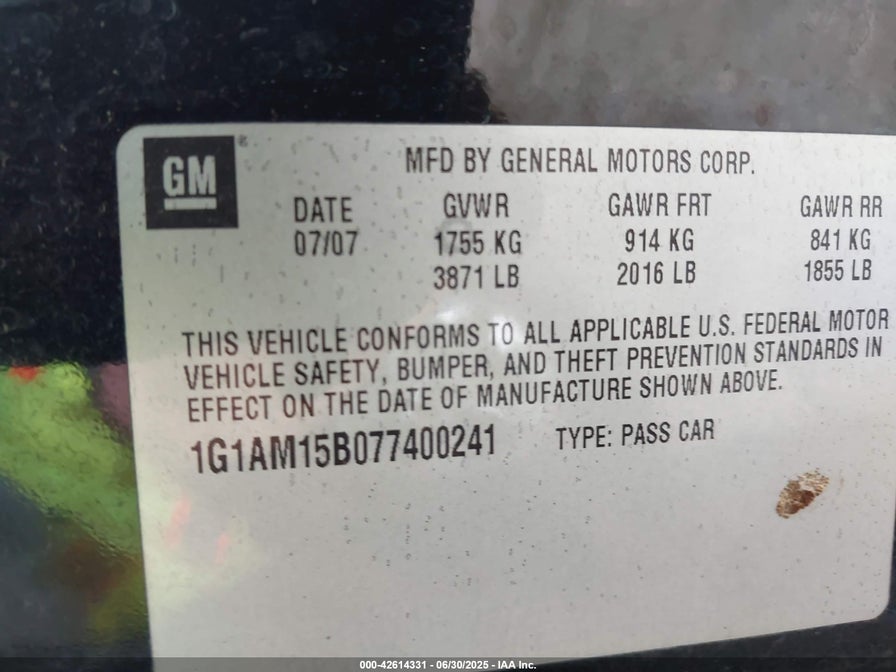 GM
MFD BY GENERAL MOTORS CORP.
DATE GVWR GAWR FRT GAWR RR
07/07 1755 KG 914 KG 841 KG
3871 LB 2016 LB 1855 LB
THIS VEHICLE CONFORMS TO ALL APPLICABLE U.S. FEDERAL MOTOR
VEHICLE SAFETY, BUMPER, AND THEFT PREVENTION STANDARDS IN
EFFECT ON THE DATE OF MANUFACTURE SHOWN ABOVE.
1G1AM15B077400241 TYPE: PASS CAR
000-42614331 - 06/30/2025 - IAA Inc.